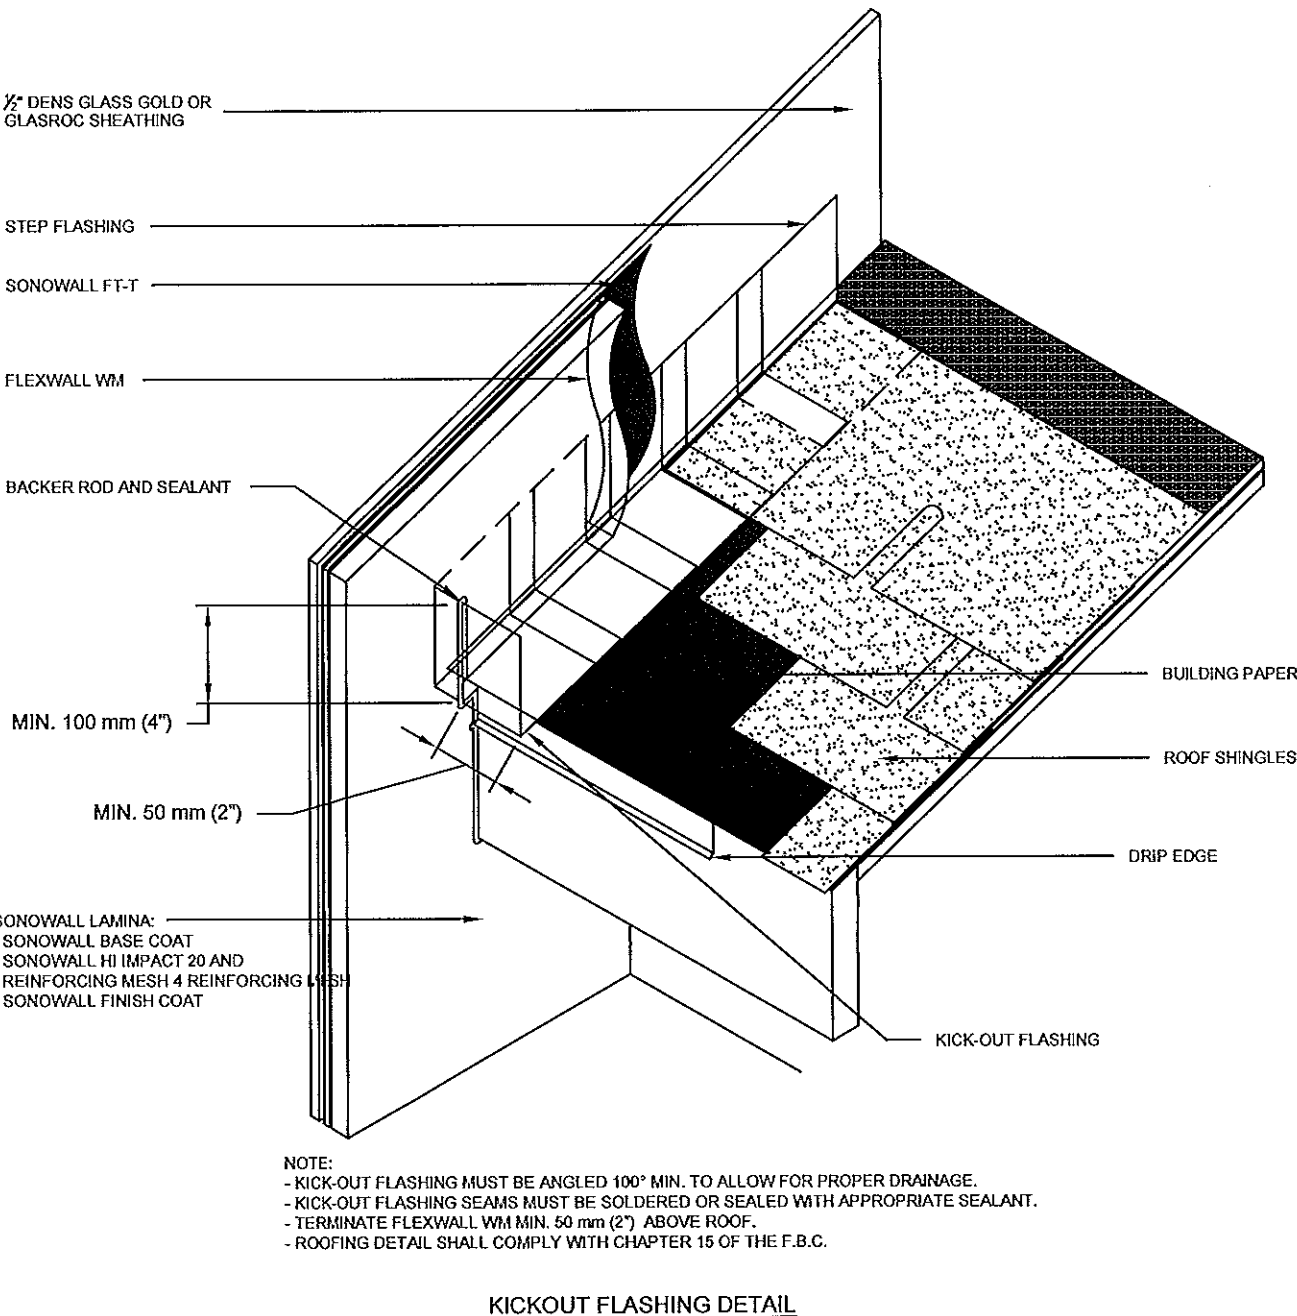 ½" DENS GLASS GOLD OR
GLASROC SHEATHING
STEP FLASHING
SONOWALL FT-T
FLEXWALL WM
BACKER ROD AND SEALANT
MIN. 100 mm (4")
MIN. 50 mm (2")
SONOWALL LAMINA:
SONOWALL BASE COAT
SONOWALL HI IMPACT 20 AND
REINFORCING MESH 4 REINFORCING MESH
SONOWALL FINISH COAT
BUILDING PAPER
ROOF SHINGLES
DRIP EDGE
KICK-OUT FLASHING
NOTE:
- KICK-OUT FLASHING MUST BE ANGLED 100° MIN. TO ALLOW FOR PROPER DRAINAGE.
- KICK-OUT FLASHING SEAMS MUST BE SOLDERED OR SEALED WITH APPROPRIATE SEALANT.
- TERMINATE FLEXWALL WM MIN. 50 mm (2") ABOVE ROOF.
- ROOFING DETAIL SHALL COMPLY WITH CHAPTER 15 OF THE F.B.C.
KICKOUT FLASHING DETAIL